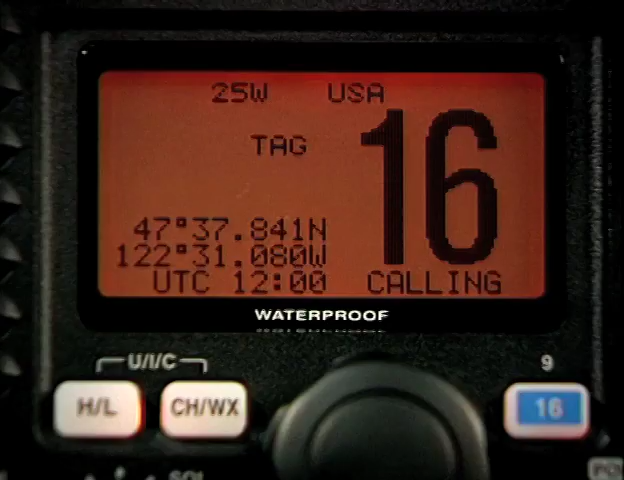 25W USA
16
TAG
47°37.841N
122°31.080W
UTC 12:00 CALLING
WATERPROOF
U/I/C
9
H/L CH/WX 16